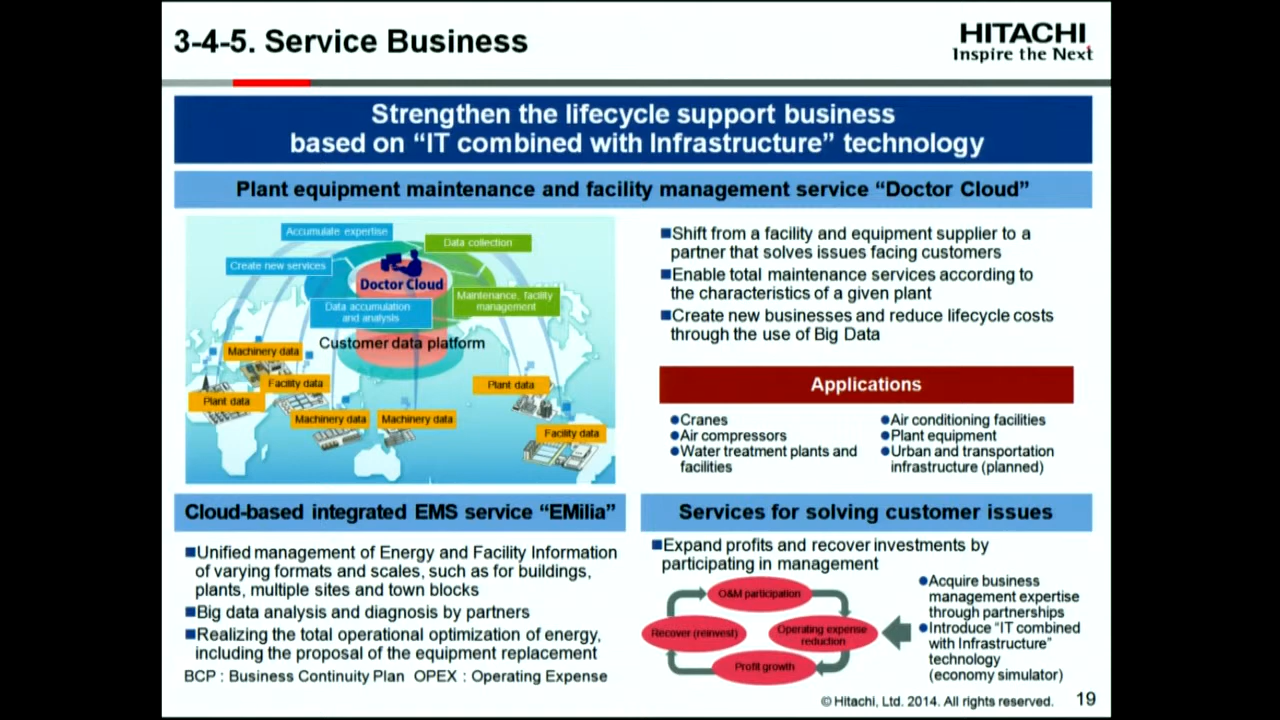 3-4-5. Service Business
HITACHI
Inspire the Next
Strengthen the lifecycle support business
based on “IT combined with Infrastructure” technology
Plant equipment maintenance and facility management service “Doctor Cloud”
Accumulate expertise
Data collection
Create new services
Doctor Cloud
Data accumulation
and analysis
Maintenance, facility
management
Customer data platform
Machinery data
Facility data
Plant data
Machinery data
Machinery data
Plant data
Facility data
■Shift from a facility and equipment supplier to a
partner that solves issues facing customers
■Enable total maintenance services according to
the characteristics of a given plant
■Create new businesses and reduce lifecycle costs
through the use of Big Data
Applications
●Cranes
●Air compressors
●Water treatment plants and
facilities
●Air conditioning facilities
●Plant equipment
●Urban and transportation
infrastructure (planned)
Cloud-based integrated EMS service “EMilia”
■Unified management of Energy and Facility Information
of varying formats and scales, such as for buildings,
plants, multiple sites and town blocks
■Big data analysis and diagnosis by partners
■Realizing the total operational optimization of energy,
including the proposal of the equipment replacement
BCP : Business Continuity Plan OPEX : Operating Expense
Services for solving customer issues
■Expand profits and recover investments by
participating in management
O&M participation
Recover (reinvest)
Operating expense
reduction
Profit growth
●Acquire business
management expertise
through partnerships
●Introduce “IT combined
with Infrastructure”
technology
(economy simulator)
© Hitachi, Ltd. 2014. All rights reserved.
19